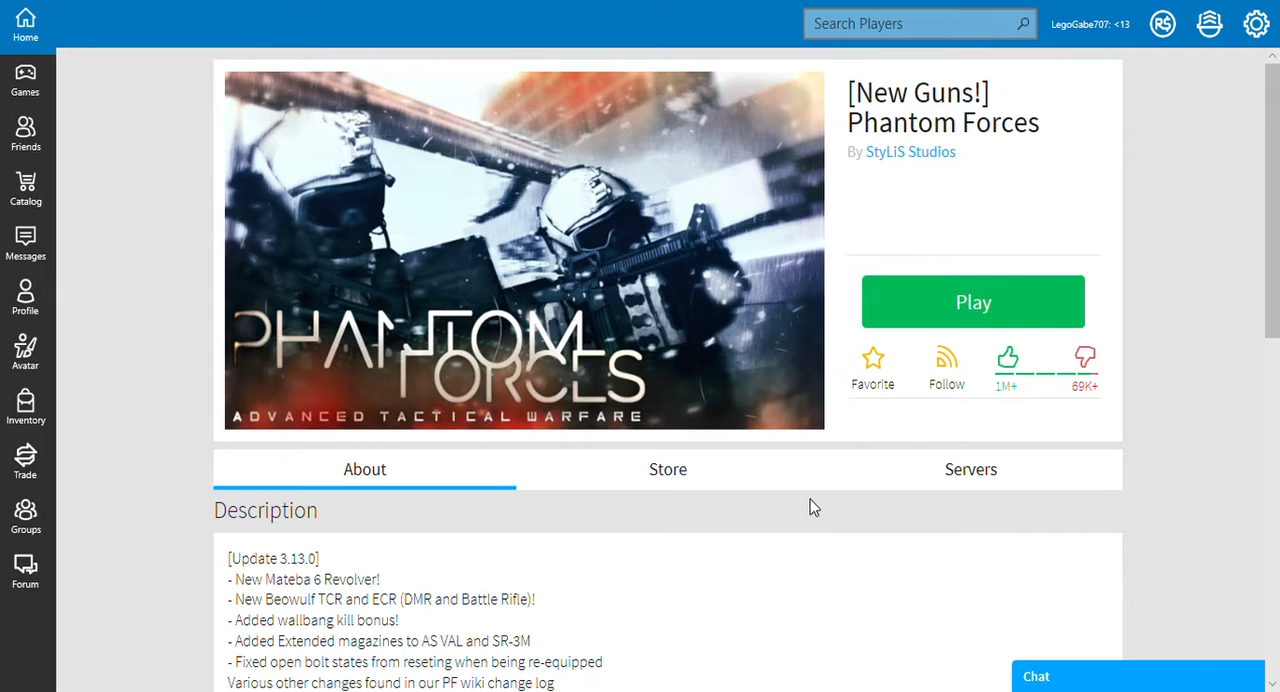 Home
Search Players
LegoGabe707: <13
R$
Games
Friends
Catalog
Messages
Profile
Avatar
Inventory
Trade
Groups
Forum
PHANTOM
FORCES
ADVANCED TACTICAL WARFARE
[New Guns!]
Phantom Forces
By StyLiS Studios
Play
Favorite
Follow
1M+
69K+
About
Store
Servers
Description
[Update 3.13.0]
- New Mateba 6 Revolver!
- New Beowulf TCR and ECR (DMR and Battle Rifle)!
- Added wallbang kill bonus!
- Added Extended magazines to AS VAL and SR-3M
- Fixed open bolt states from reseting when being re-equipped
Various other changes found in our PF wiki change log
Chat